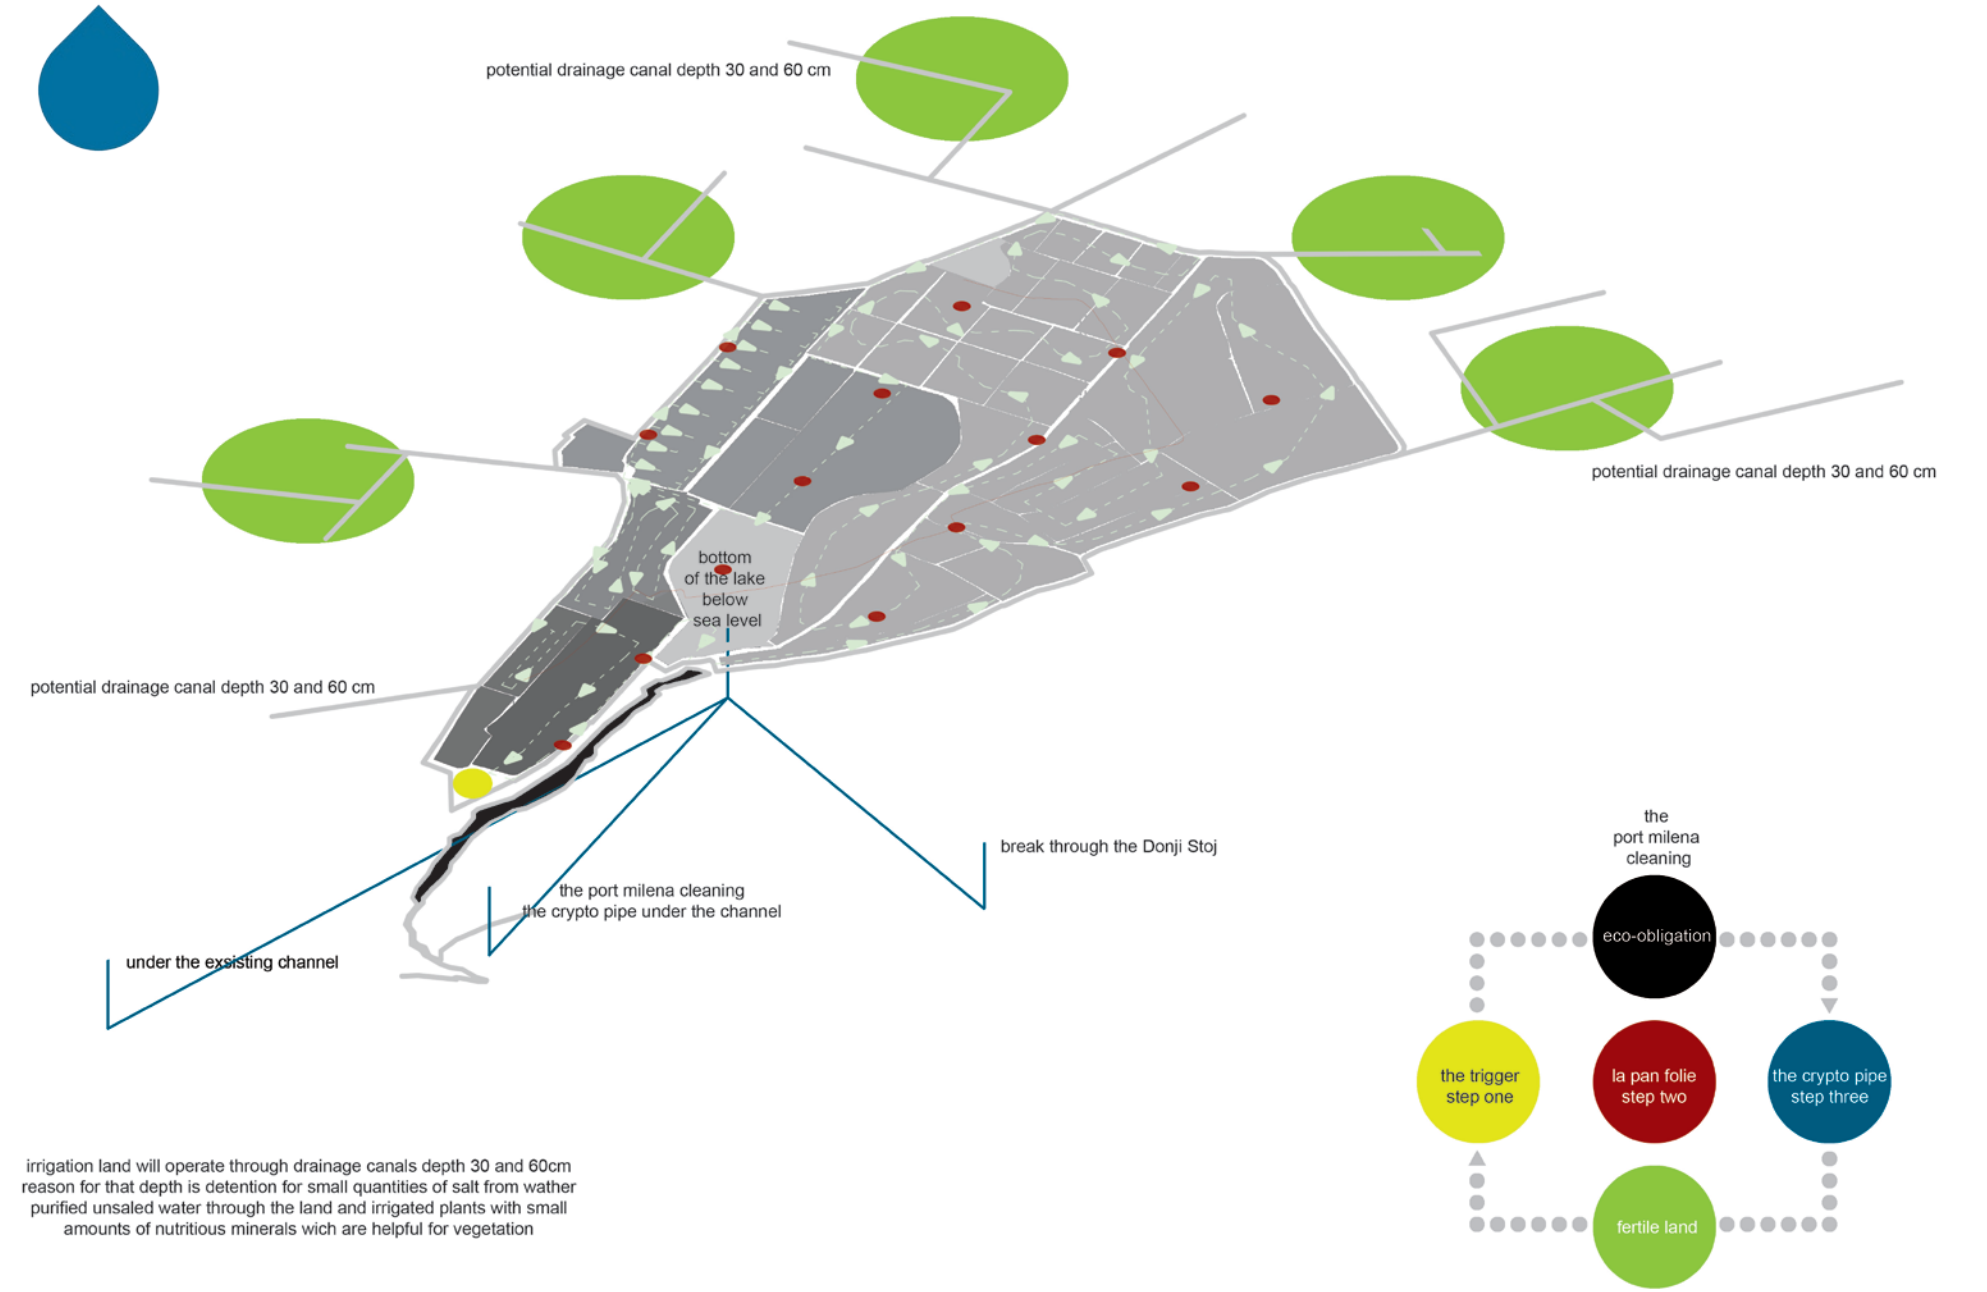 potential drainage canal depth 30 and 60 cm
potential drainage canal depth 30 and 60 cm
bottom
of the lake
below
sea level
potential drainage canal depth 30 and 60 cm
break through the Donji Stoj
the port milena cleaning
the crypto pipe under the channel
under the exsisting channel
the
port milena
cleaning
eco-obligation
the trigger
step one
la pan folie
step two
the crypto pipe
step three
fertile land
irrigation land will operate through drainage canals depth 30 and 60cm
reason for that depth is detention for small quantities of salt from wather
purified unsaled water through the land and irrigated plants with small
amounts of nutritious minerals wich are helpful for vegetation